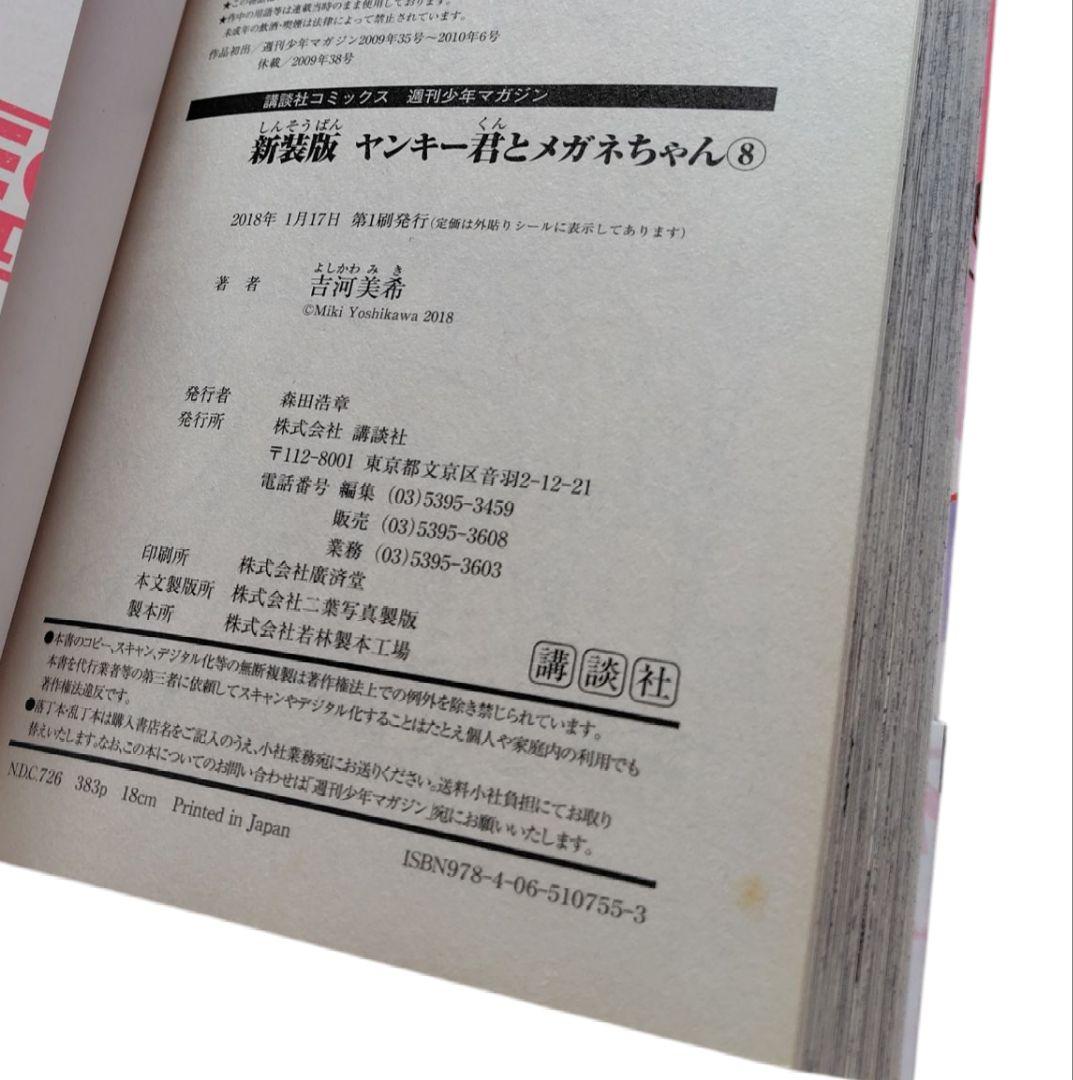 ★作中の用語等は連載当時のまま使用しております。
未成年の飲酒・喫煙は法律によって禁止されています。
作品初出/週刊少年マガジン2009年35号〜2010年6号
休載/2009年38号
講談社コミックス 週刊少年マガジン
しんそうばん くん
新装版 ヤンキー君とメガネちゃん⑧
2018年 1月17日 第1刷発行(定価は外貼りシールに表示してあります)
よしかわ み き
著 者 吉河美希
©Miki Yoshikawa 2018
発行者 森田浩章
発行所 株式会社 講談社
〒112-8001 東京都文京区音羽2-12-21
電話番号 編集 (03)5395-3459
販売 (03)5395-3608
業務 (03)5395-3603
印刷所 株式会社廣済堂
本文製版所 株式会社二葉写真製版
製本所 株式会社若林製本工場
講談社
●本書のコピー、スキャン、デジタル化等の無断複製は著作権法上での例外を除き禁じられています。
本書を代行業者等の第三者に依頼してスキャンやデジタル化することはたとえ個人や家庭内の利用でも
著作権法違反です。
●落丁本・乱丁本は購入書店名をご記入のうえ、小社業務宛にお送りください。送料小社負担にてお取り
替えいたします。なお、この本についてのお問い合わせは「週刊少年マガジン」宛にお願いいたします。
N.D.C.726 383p 18cm Printed in Japan
ISBN978-4-06-510755-3